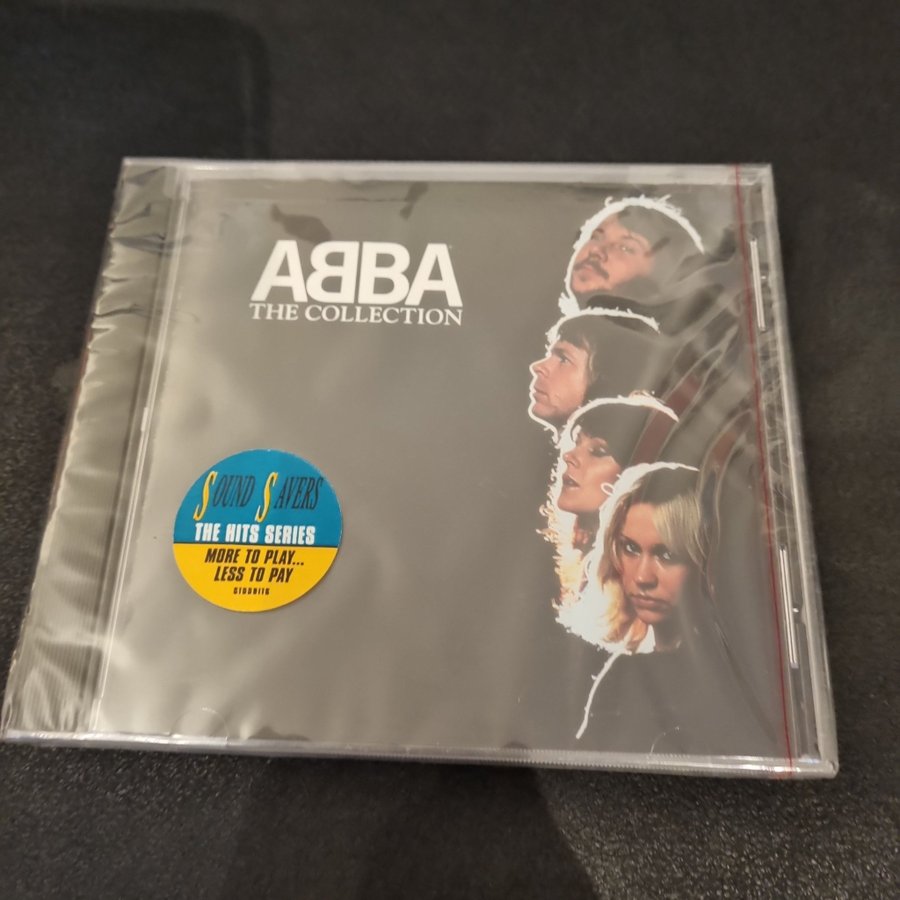 ABBA
THE COLLECTION
SOUND SAVERS
THE HITS SERIES
MORE TO PLAY...
LESS TO PAY